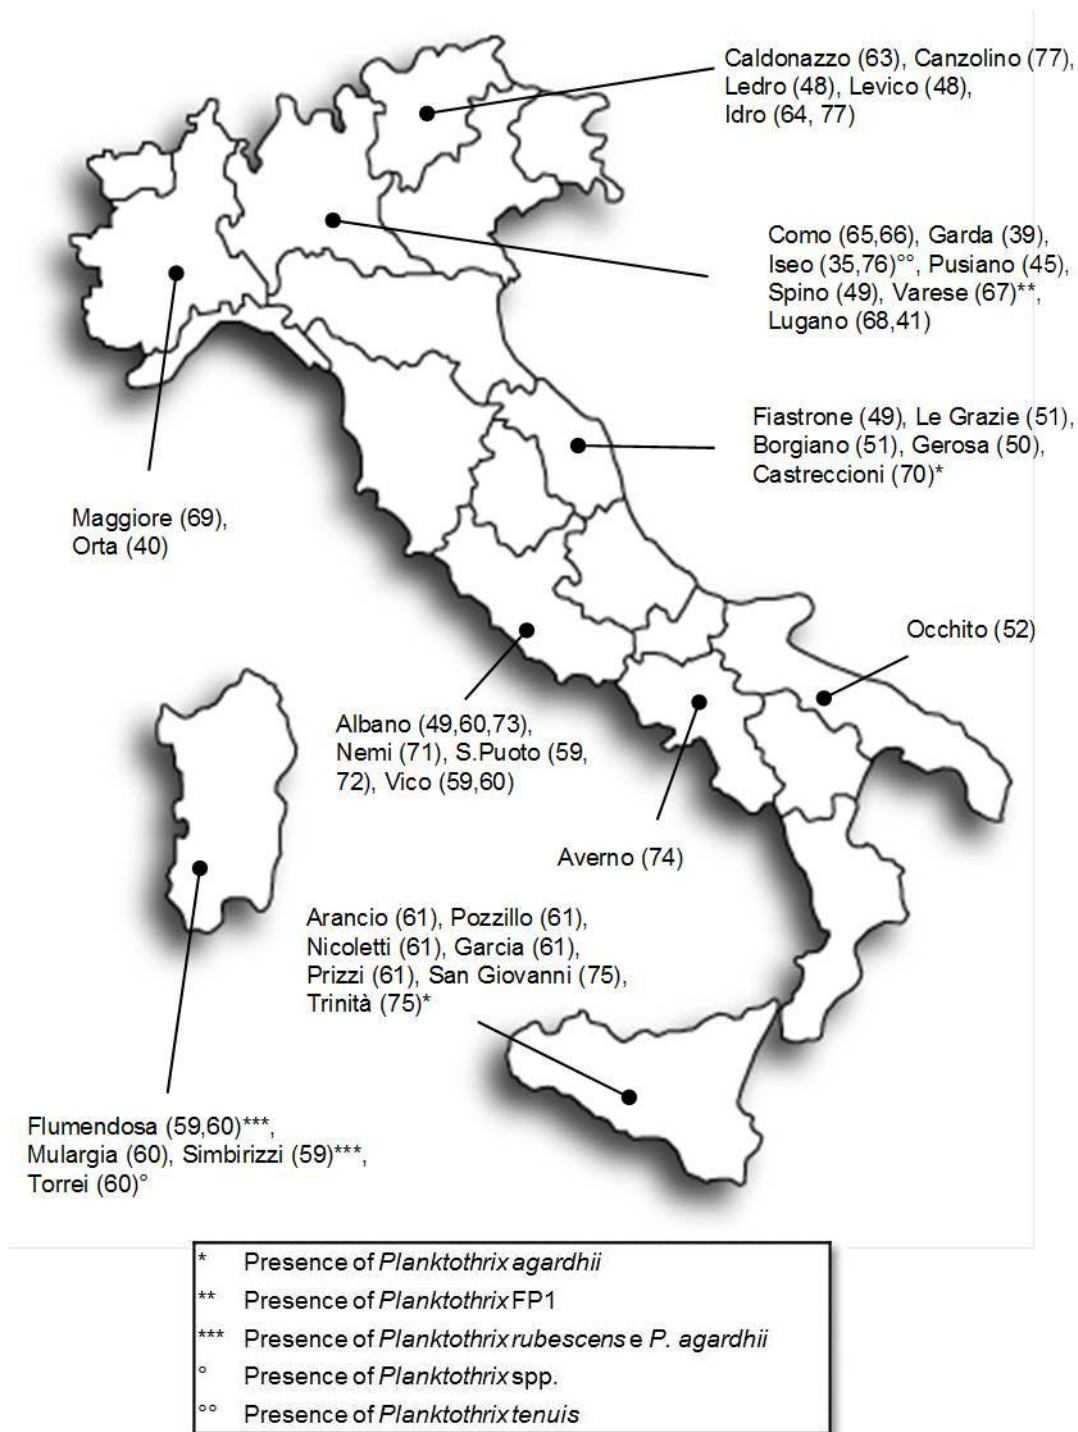 Caldonazzo (63), Canzolino (77),
Ledro (48), Levico (48),
Idro (64, 77)
Como (65,66), Garda (39),
Iseo (35,76)°°, Pusiano (45),
Spino (49), Varese (67)**,
Lugano (68,41)
Fiastrone (49), Le Grazie (51),
Borgiano (51), Gerosa (50),
Castreccioni (70)*
Maggiore (69),
Orta (40)
Occhito (52)
Albano (49,60,73),
Nemi (71), S.Puoto (59,
72), Vico (59,60)
Averno (74)
Arancio (61), Pozzillo (61),
Nicoletti (61), Garcia (61),
Prizzi (61), San Giovanni (75),
Trinità (75)*
Flumendosa (59,60)***,
Mulargia (60), Simbirizzi (59)***,
Torrei (60)°
* Presence of Planktothrix agardhii
** Presence of Planktothrix FP1
*** Presence of Planktothrix rubescens e P. agardhii
° Presence of Planktothrix spp.
°° Presence of Planktothrix tenuis